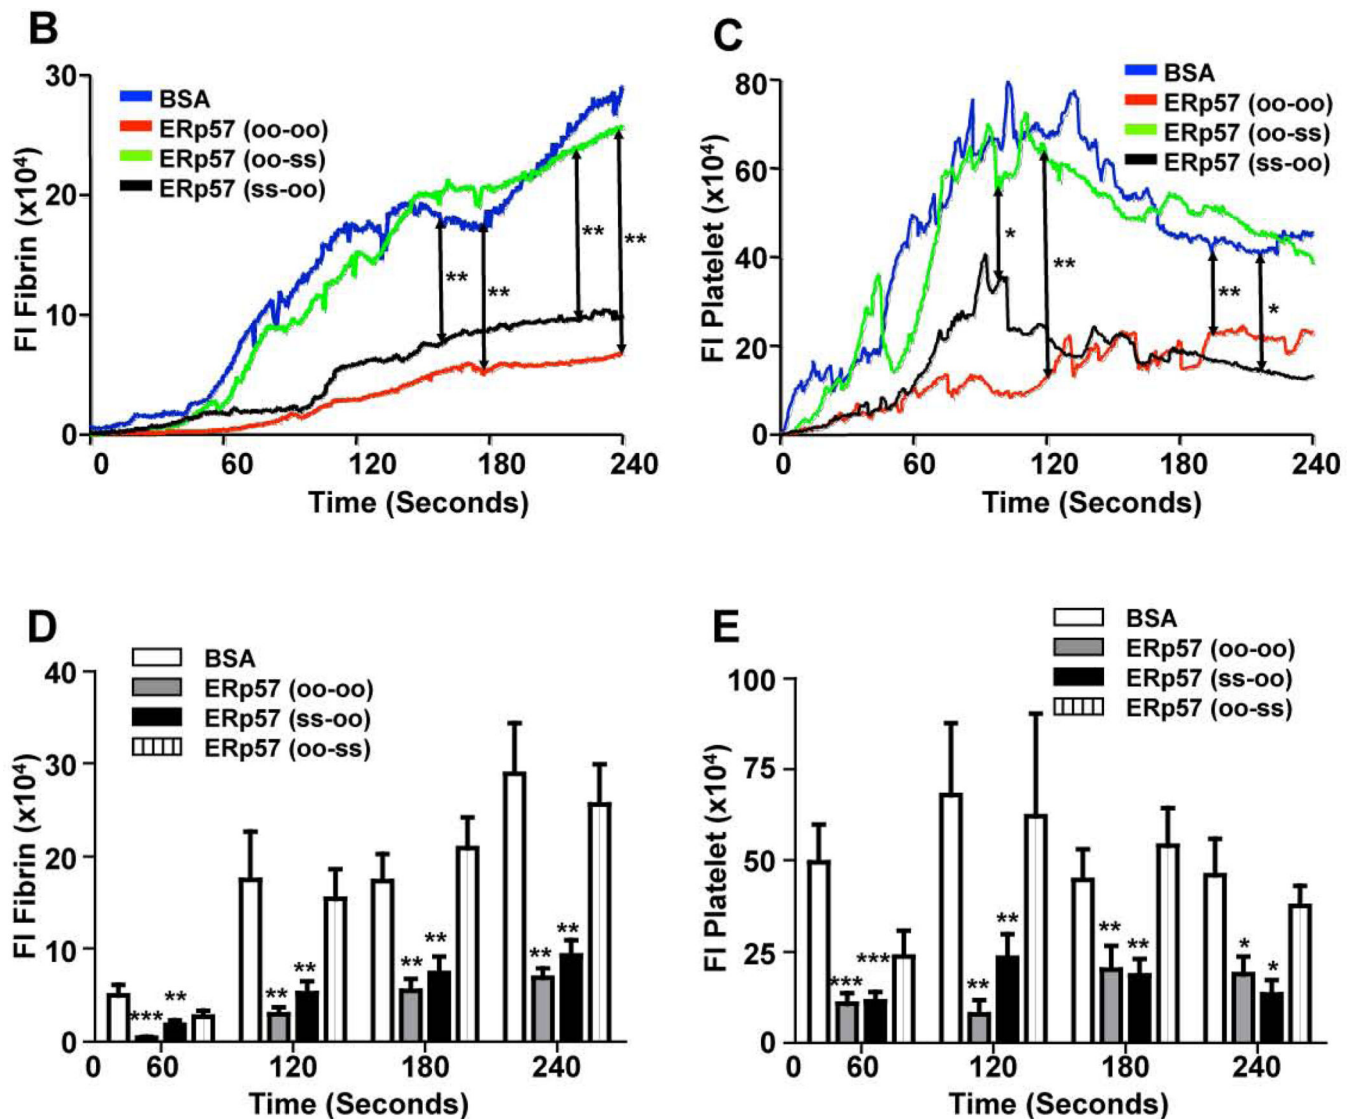 B
FI Fibrin (x10⁴)
30
20
10
0
BSA
ERp57 (oo-oo)
ERp57 (oo-ss)
ERp57 (ss-oo)
**
**
**
**
0 60 120 180 240
Time (Seconds)
C
FI Platelet (x10⁴)
80
60
40
20
0
BSA
ERp57 (oo-oo)
ERp57 (oo-ss)
ERp57 (ss-oo)
*
**
**
*
0 60 120 180 240
Time (Seconds)
D
FI Fibrin (x10⁴)
40
30
20
10
0
BSA
ERp57 (oo-oo)
ERp57 (ss-oo)
ERp57 (oo-ss)
*** ** ** ** ** ** ** **
0 60 120 180 240
Time (Seconds)
E
FI Platelet (x10⁴)
100
75
50
25
0
BSA
ERp57 (oo-oo)
ERp57 (ss-oo)
ERp57 (oo-ss)
*** *** ** ** ** ** * *
0 60 120 180 240
Time (Seconds)